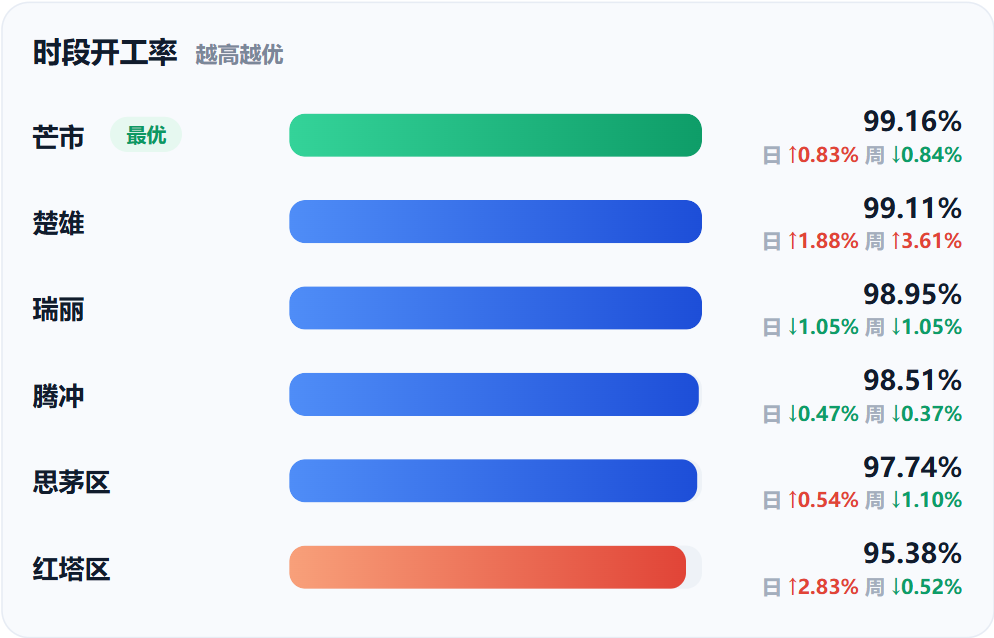 时段开工率 越高越优
芒市 最优 99.16%
日 ↑0.83% 周 ↓0.84%
楚雄 99.11%
日 ↑1.88% 周 ↑3.61%
瑞丽 98.95%
日 ↓1.05% 周 ↓1.05%
腾冲 98.51%
日 ↓0.47% 周 ↓0.37%
思茅区 97.74%
日 ↑0.54% 周 ↓1.10%
红塔区 95.38%
日 ↑2.83% 周 ↓0.52%